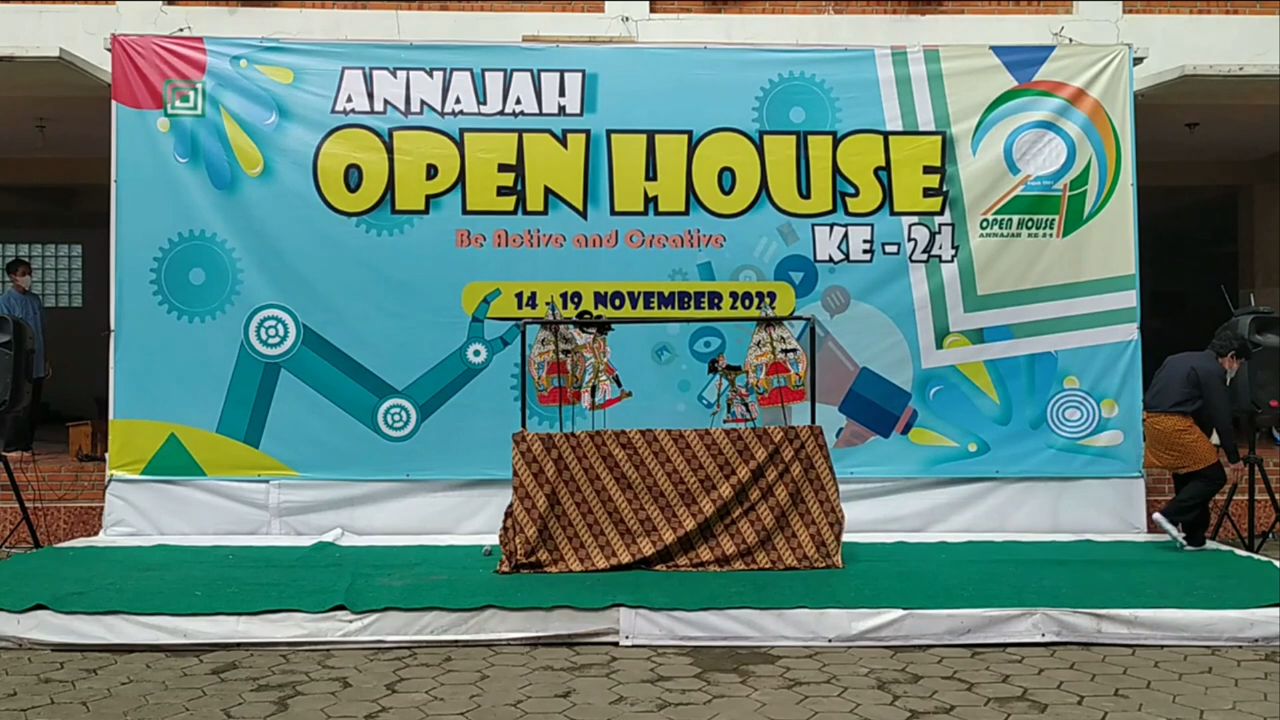 ANNAJAH
OPEN HOUSE
KE - 24
Be Active and Creative
14 - 19 NOVEMBER 2022
OPEN HOUSE
ANNAJAH KE-24